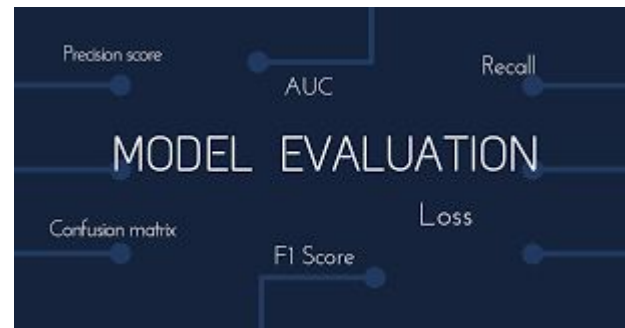 Precision score
AUC
Recall
MODEL EVALUATION
Loss
Confusion matrix
F1 Score